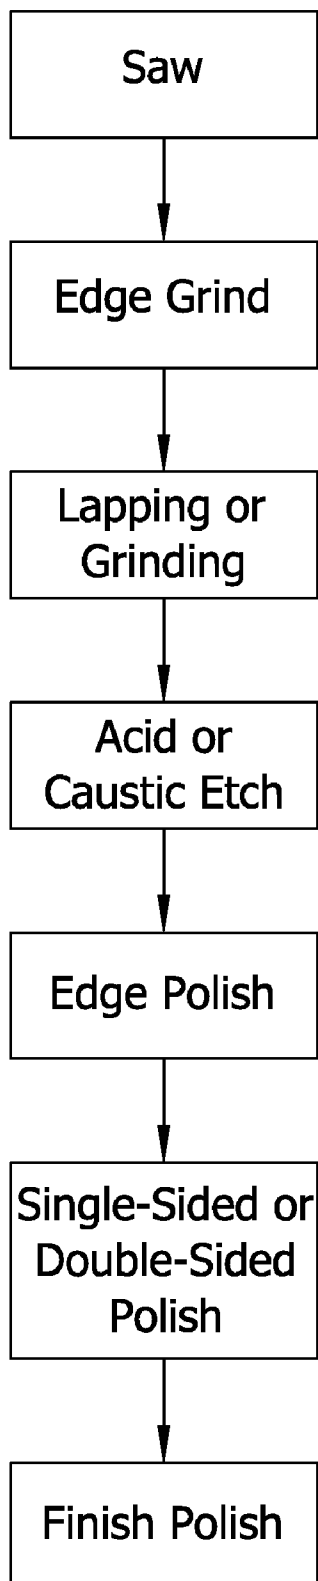 Saw
Edge Grind
Lapping or
Grinding
Acid or
Caustic Etch
Edge Polish
Single-Sided or
Double-Sided
Polish
Finish Polish